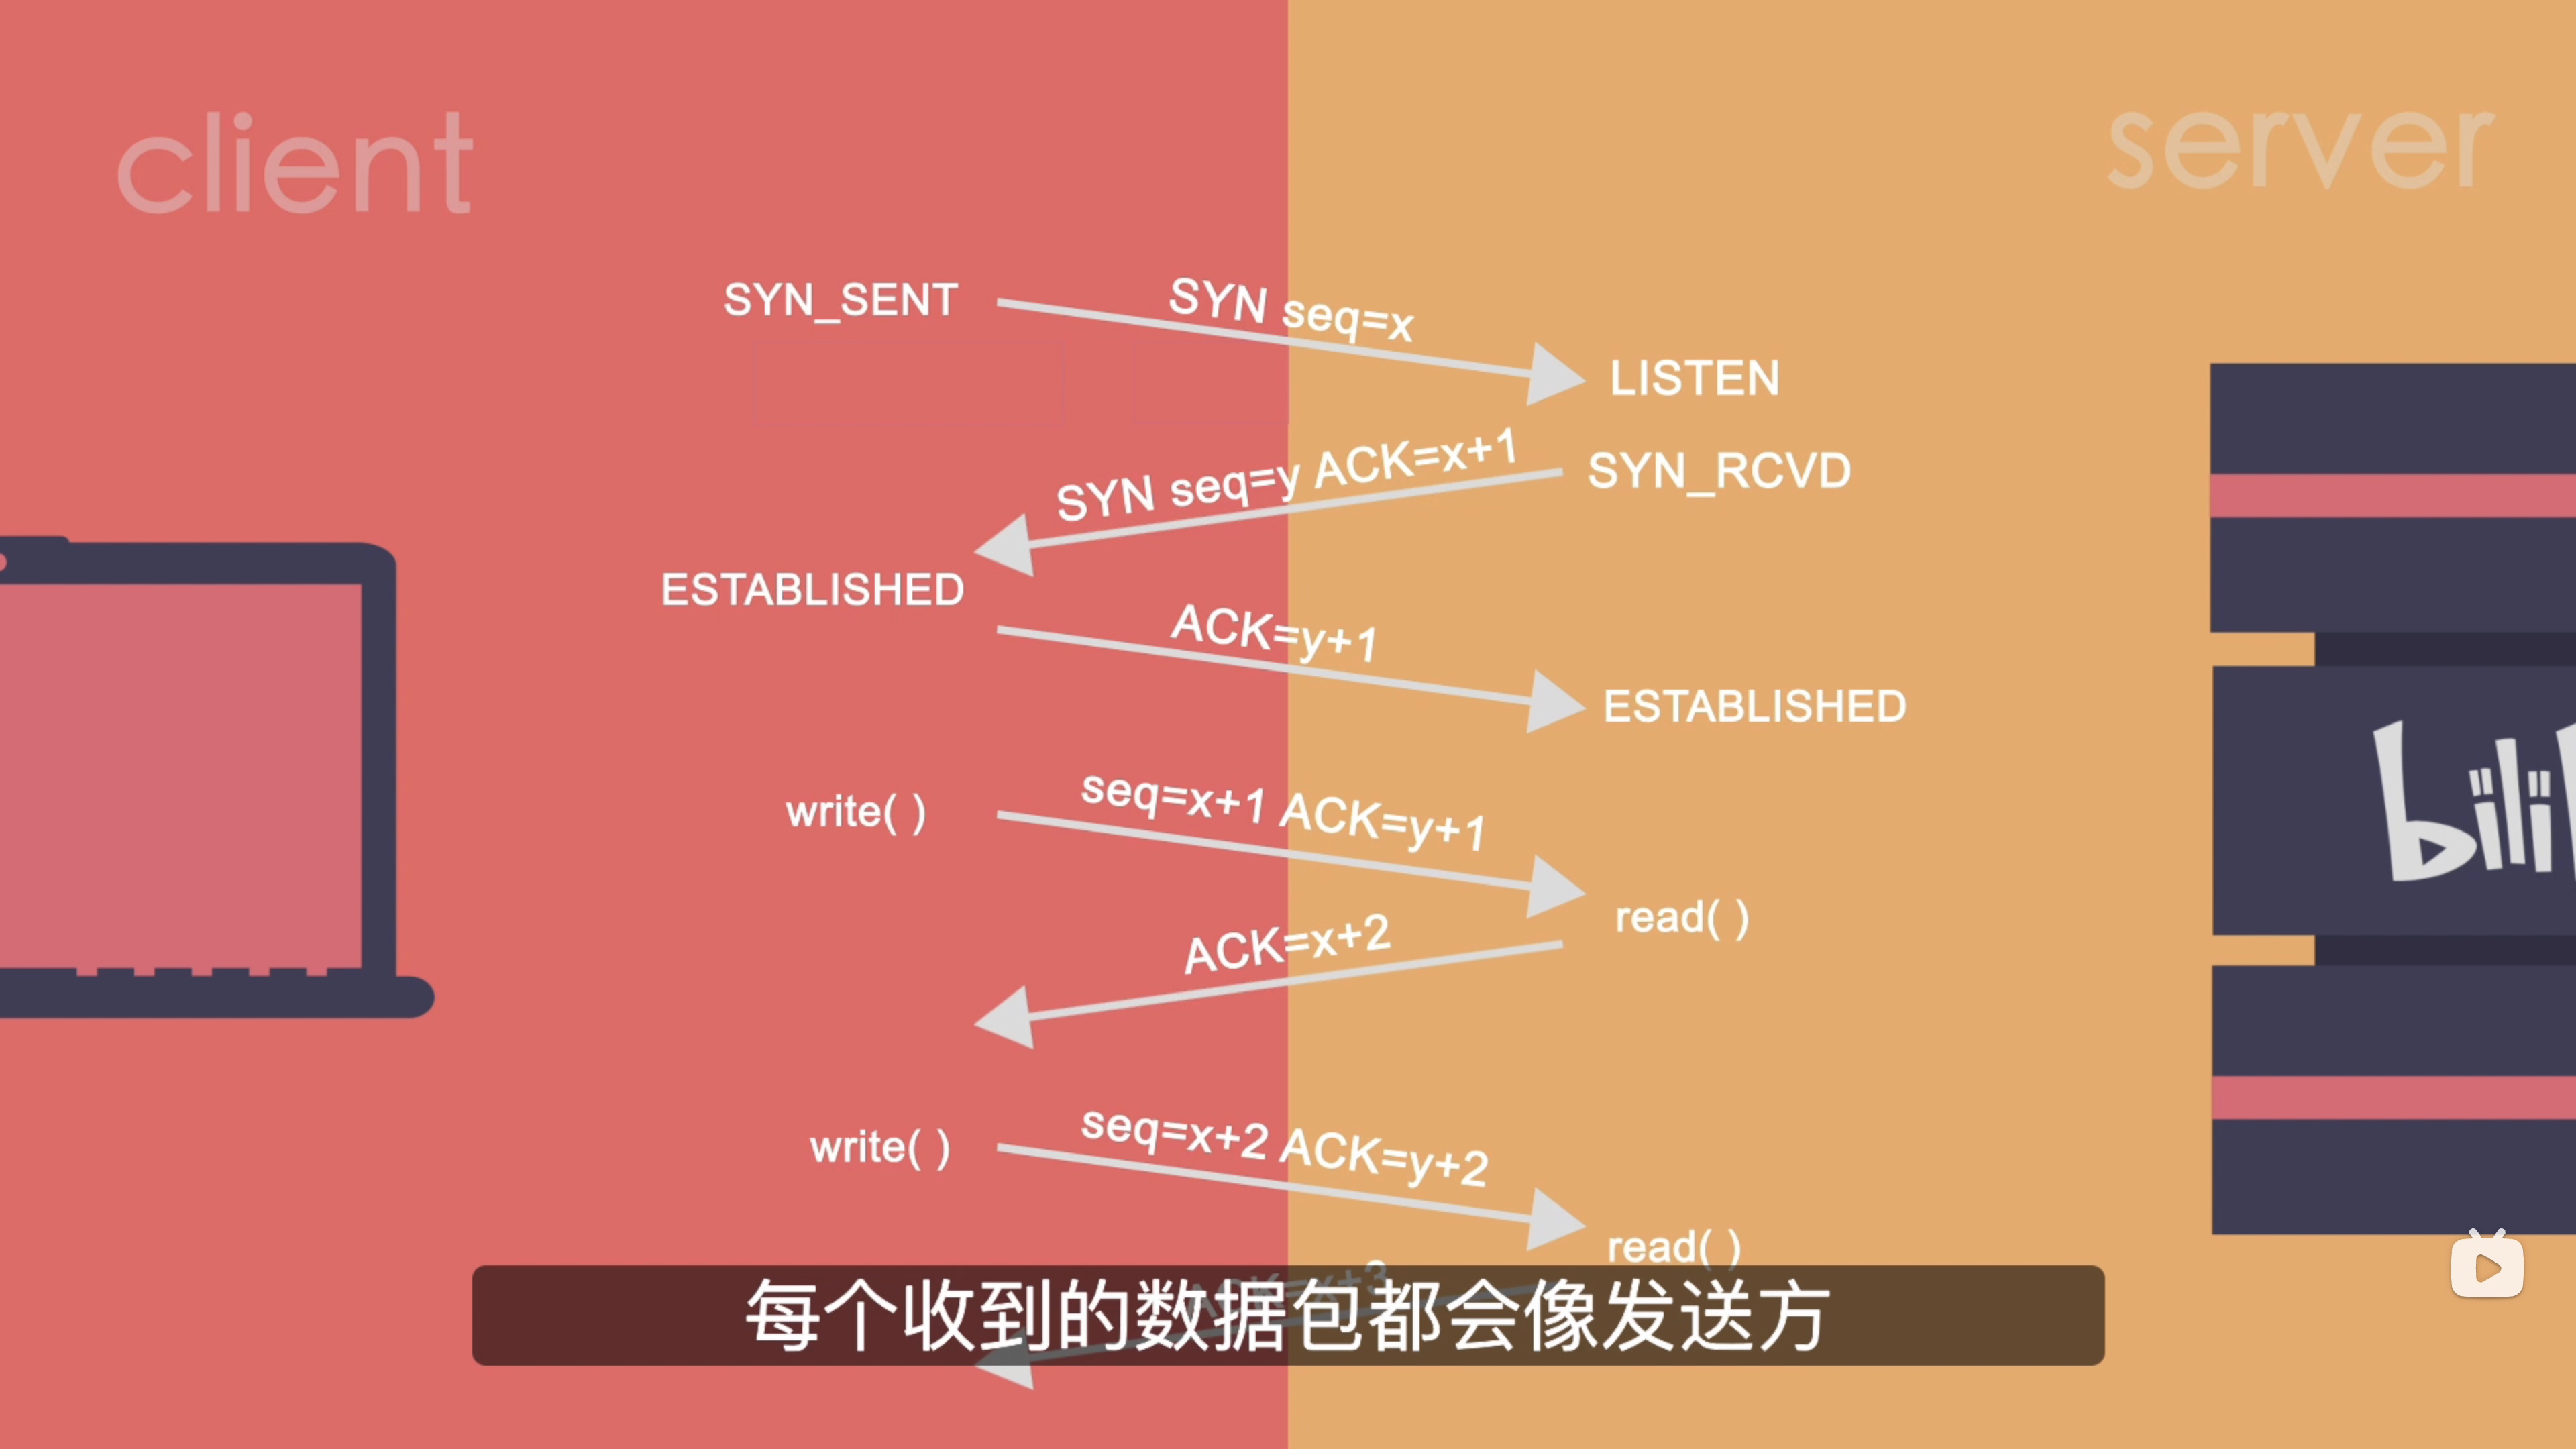 client
server
SYN_SENT
SYN seq=x
LISTEN
SYN seq=y ACK=x+1
SYN_RCVD
ESTABLISHED
ACK=y+1
ESTABLISHED
write( )
seq=x+1 ACK=y+1
read( )
ACK=x+2
write( )
seq=x+2 ACK=y+2
read( )
ACK=x+3
每个收到的数据包都会像发送方